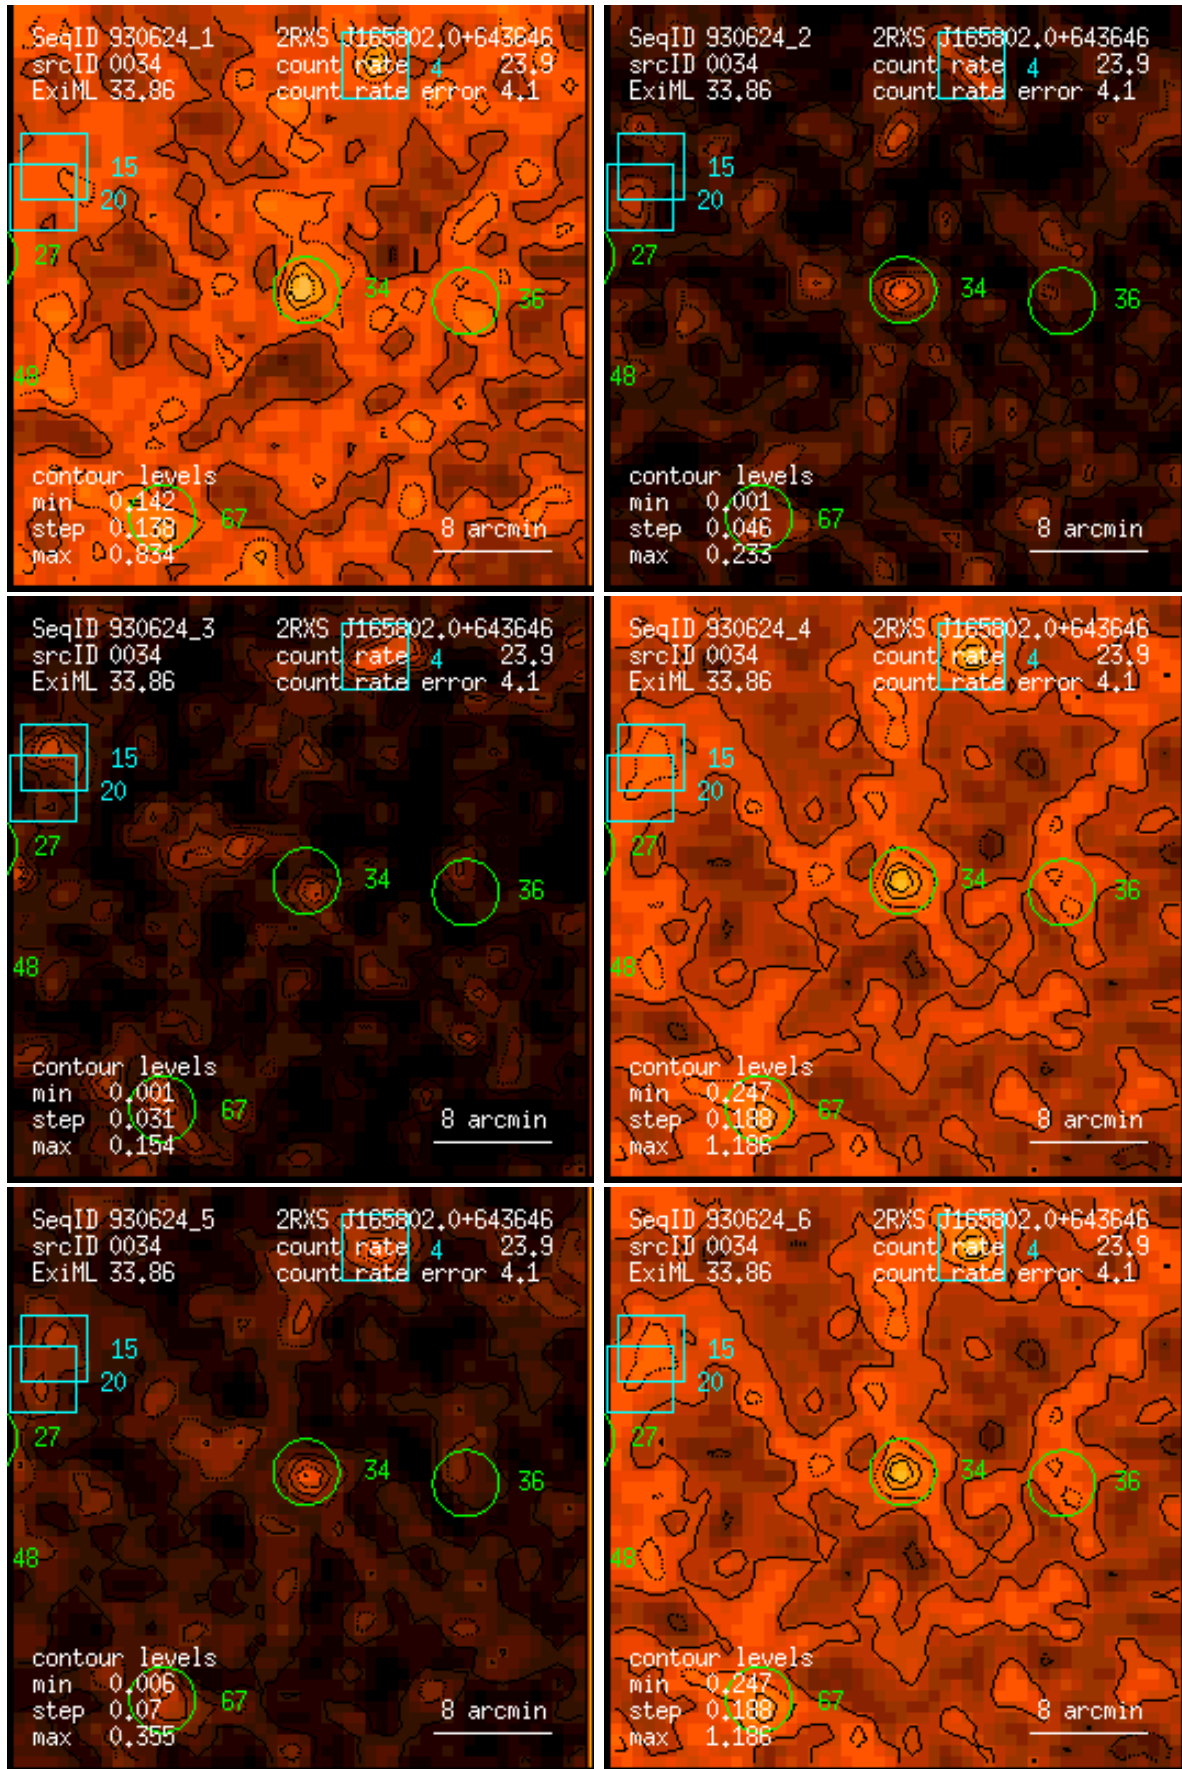 SeqID 930624_1 2RXS J165802.0+643646
srcID 0034 count rate 4 23.9
ExiML 33.86 count rate error 4.1
15
20
27
34
36
48
contour levels
min 0.142
step 0.138 67 8 arcmin
max 0.834
SeqID 930624_2 2RXS J165802.0+643646
srcID 0034 count rate 4 23.9
ExiML 33.86 count rate error 4.1
15
20
27
34
36
48
contour levels
min 0.001
step 0.046 67 8 arcmin
max 0.233
SeqID 930624_3 2RXS J165802.0+643646
srcID 0034 count rate 4 23.9
ExiML 33.86 count rate error 4.1
15
20
27
34
36
48
contour levels
min 0.001
step 0.031 67 8 arcmin
max 0.154
SeqID 930624_4 2RXS J165802.0+643646
srcID 0034 count rate 4 23.9
ExiML 33.86 count rate error 4.1
15
20
27
34
36
48
contour levels
min 0.247
step 0.188 67 8 arcmin
max 1.186
SeqID 930624_5 2RXS J165802.0+643646
srcID 0034 count rate 4 23.9
ExiML 33.86 count rate error 4.1
15
20
27
34
36
48
contour levels
min 0.006
step 0.07 67 8 arcmin
max 0.355
SeqID 930624_6 2RXS J165802.0+643646
srcID 0034 count rate 4 23.9
ExiML 33.86 count rate error 4.1
15
20
27
34
36
48
contour levels
min 0.247
step 0.188 67 8 arcmin
max 1.186